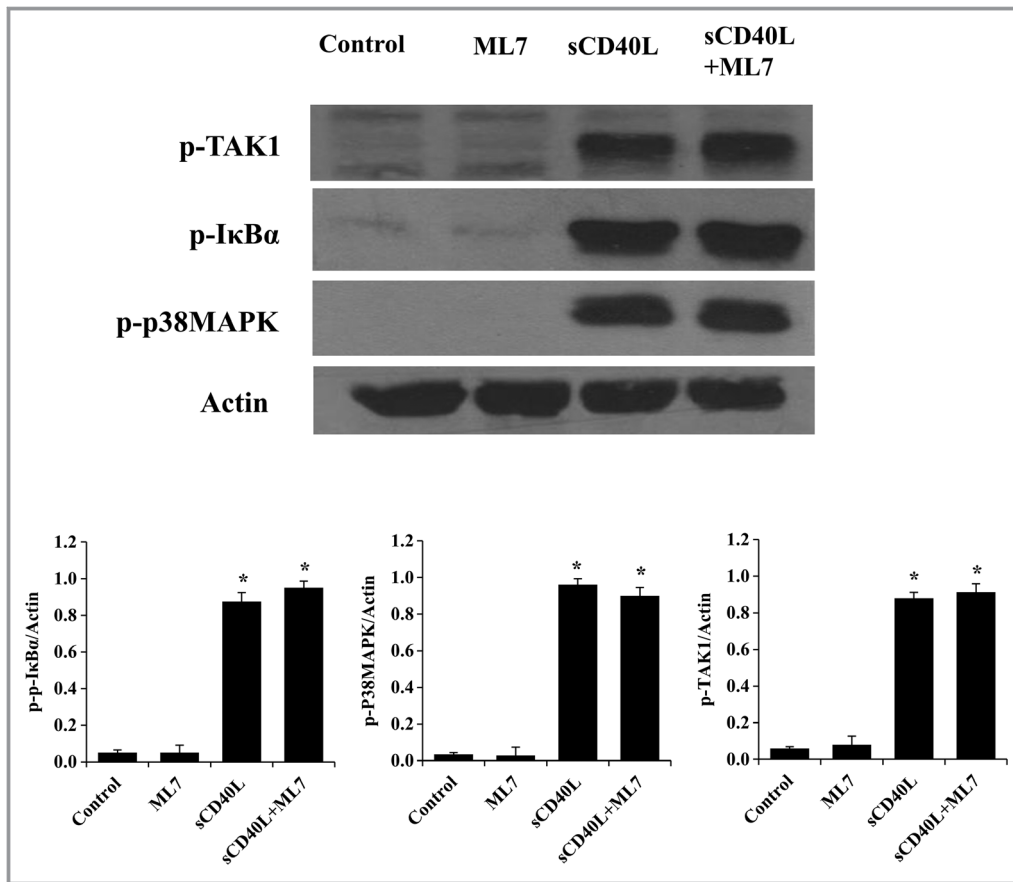 Control ML7 sCD40L sCD40L
+ML7
p-TAK1
p-IκBα
p-p38MAPK
Actin
p-p-IκBα/Actin
1.2
1.0
0.8
0.6
0.4
0.2
0.0
*
*
Control
ML7
sCD40L
sCD40L+ML7
p-P38MAPK/Actin
1.2
1.0
0.8
0.6
0.4
0.2
0.0
*
*
Control
ML7
sCD40L
sCD40L+ML7
p-TAK1/Actin
1.2
1.0
0.8
0.6
0.4
0.2
0.0
*
*
Control
ML7
sCD40L
sCD40L+ML7